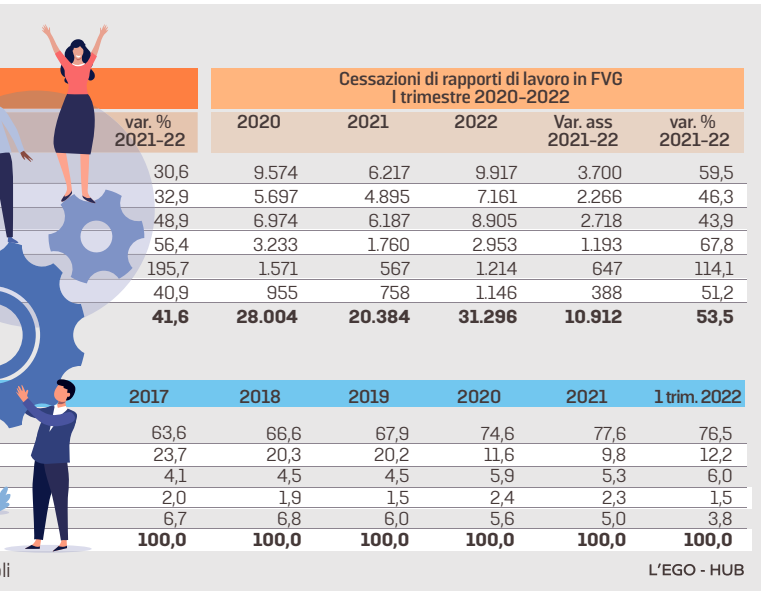 Cessazioni di rapporti di lavoro in FVG
I trimestre 2020-2022
var. % 2020 2021 2022 Var. ass var. %
2021-22 2021-22 2021-22
30,6 9.574 6.217 9.917 3.700 59,5
32,9 5.697 4.895 7.161 2.266 46,3
48,9 6.974 6.187 8.905 2.718 43,9
56,4 3.233 1.760 2.953 1.193 67,8
195,7 1.571 567 1.214 647 114,1
40,9 955 758 1.146 388 51,2
41,6 28.004 20.384 31.296 10.912 53,5
2017 2018 2019 2020 2021 1 trim. 2022
63,6 66,6 67,9 74,6 77,6 76,5
23,7 20,3 20,2 11,6 9,8 12,2
4,1 4,5 4,5 5,9 5,3 6,0
2,0 1,9 1,5 2,4 2,3 1,5
6,7 6,8 6,0 5,6 5,0 3,8
100,0 100,0 100,0 100,0 100,0 100,0
L'EGO - HUB